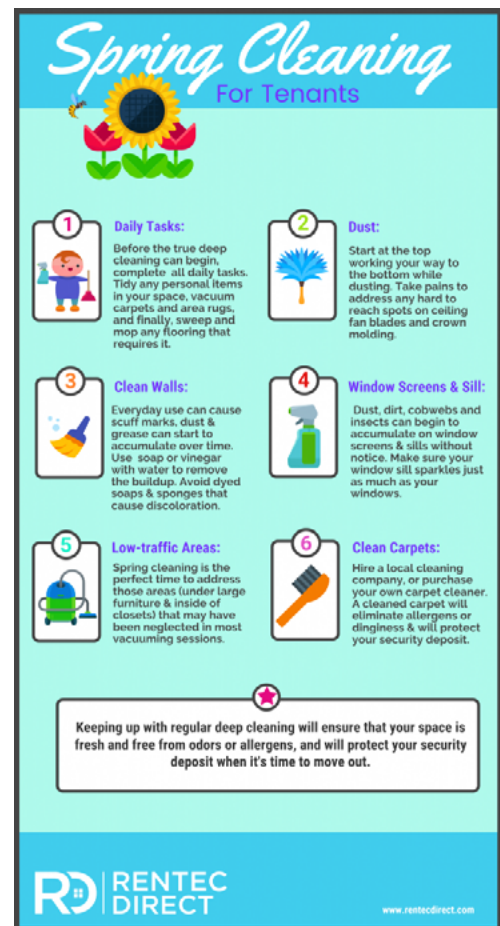 Spring Cleaning
For Tenants
1
Daily Tasks:
Before the true deep
cleaning can begin,
complete all daily tasks.
Tidy any personal items
in your space, vacuum
carpets and area rugs,
and finally, sweep and
mop any flooring that
requires it.
2
Dust:
Start at the top
working your way to
the bottom while
dusting. Take pains to
address any hard to
reach spots on ceiling
fan blades and crown
molding.
3
Clean Walls:
Everyday use can cause
scuff marks, dust &
grease can start to
accumulate over time.
Use soap or vinegar
with water to remove
the buildup. Avoid dyed
soaps & sponges that
cause discoloration.
4
Window Screens & Sill:
Dust, dirt, cobwebs and
insects can begin to
accumulate on window
screens & sills without
notice. Make sure your
window sill sparkles just
as much as your
windows.
5
Low-traffic Areas:
Spring cleaning is the
perfect time to address
those areas (under large
furniture & inside of
closets) that may have
been neglected in most
vacuuming sessions.
6
Clean Carpets:
Hire a local cleaning
company, or purchase
your own carpet cleaner.
A cleaned carpet will
eliminate allergens or
dinginess & will protect
your security deposit.
Keeping up with regular deep cleaning will ensure that your space is
fresh and free from odors or allergens, and will protect your security
deposit when it's time to move out.
RD
RENTEC
DIRECT
www.rentecdirect.com